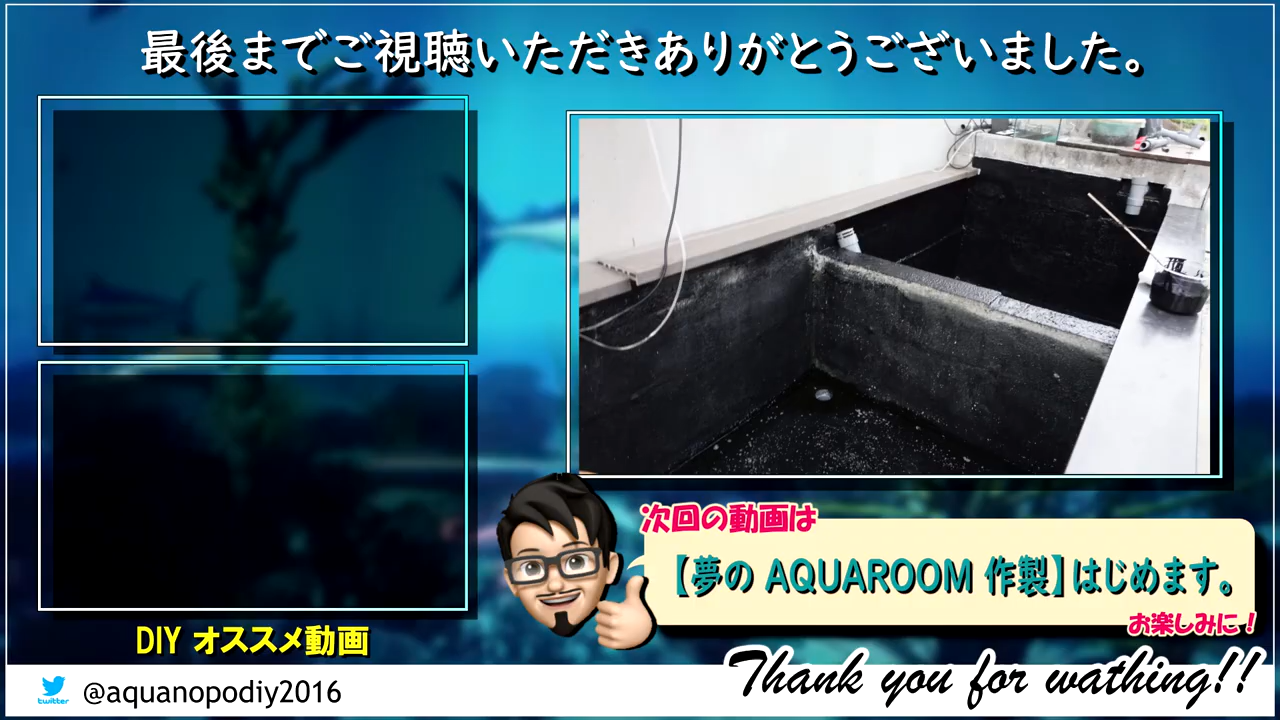 最後までご視聴いただきありがとうございました。
次回の動画は
【夢の AQUAROOM 作製】はじめます。
お楽しみに！
DIY オススメ動画
Thank you for wathing!!
twitter
@aquanopodiy2016